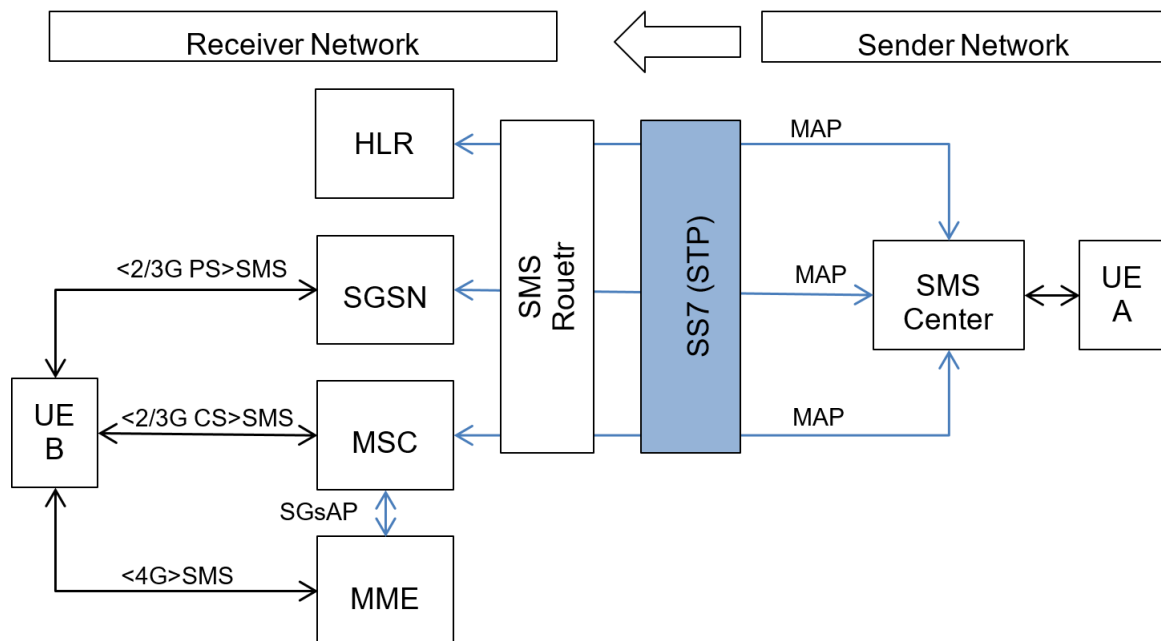 Receiver Network
Sender Network
HLR
MAP
SMS
Rouetr
SS7 (STP)
<2/3G PS>SMS
SGSN
MAP
SMS
Center
UE
A
UE
B
<2/3G CS>SMS
MSC
MAP
SGsAP
<4G>SMS
MME